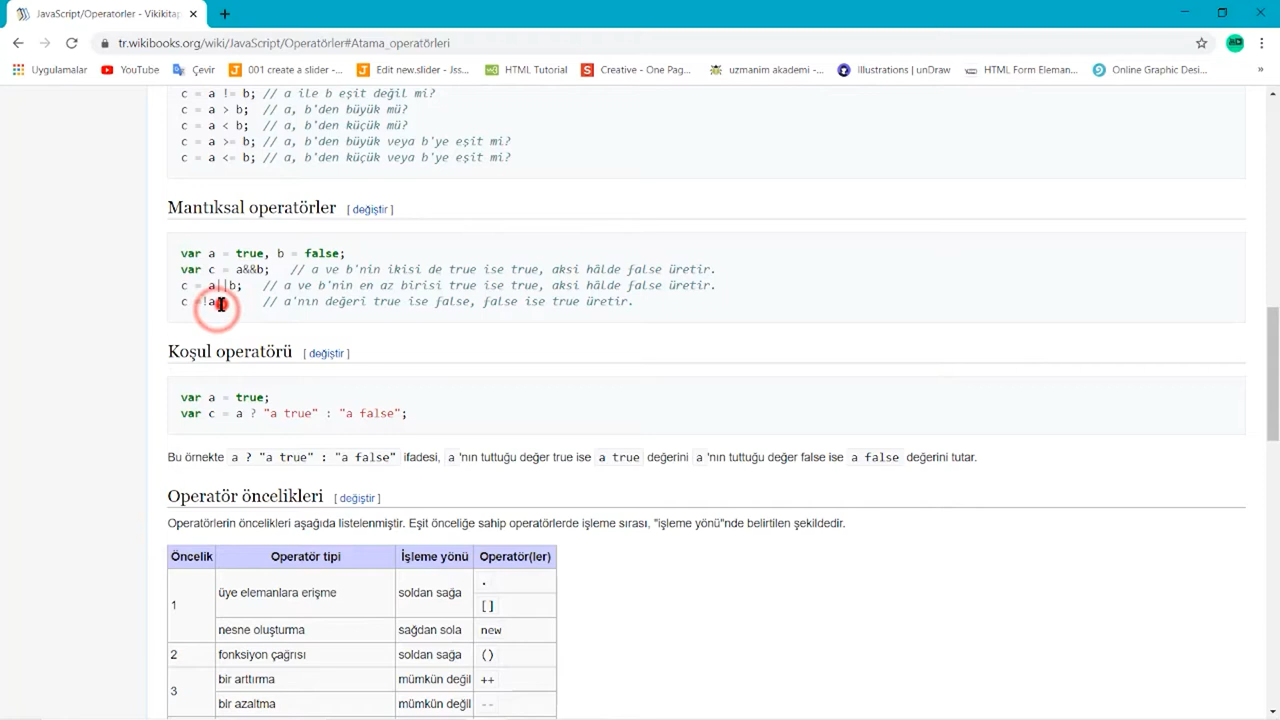 JavaScript/Operatörler - Vikikitap
tr.wikibooks.org/wiki/JavaScript/Operatörler#Atama_operatörleri
Uygulamalar YouTube Çevir 001 create a slider -... Edit new.slider - Jss... HTML Tutorial Creative - One Pag... uzmanim akademi -... Illustrations | unDraw HTML Form Eleman... Online Graphic Desi... »
c = a != b; // a ile b eşit değil mi?
c = a > b; // a, b'den büyük mü?
c = a < b; // a, b'den küçük mü?
c = a >= b; // a, b'den büyük veya b'ye eşit mi?
c = a <= b; // a, b'den küçük veya b'ye eşit mi?
Mantıksal operatörler [ değiştir ]
var a = true, b = false;
var c = a&&b; // a ve b'nin ikisi de true ise true, aksi hâlde false üretir.
c = a||b; // a ve b'nin en az birisi true ise true, aksi hâlde false üretir.
c =!a // a'nın değeri true ise false, false ise true üretir.
Koşul operatörü [ değiştir ]
var a = true;
var c = a ? "a true" : "a false";
Bu örnekte a ? "a true" : "a false" ifadesi, a 'nın tuttuğu değer true ise a true değerini a 'nın tuttuğu değer false ise a false değerini tutar.
Operatör öncelikleri [ değiştir ]
Operatörlerin öncelikleri aşağıda listelenmiştir. Eşit önceliğe sahip operatörlerde işleme sırası, "işleme yönü"nde belirtilen şekildedir.
Öncelik Operatör tipi İşleme yönü Operatör(ler)
1 üye elemanlara erişme soldan sağa .
[]
nesne oluşturma sağdan sola new
2 fonksiyon çağrısı soldan sağa ()
3 bir arttırma mümkün değil ++
bir azaltma mümkün değil --